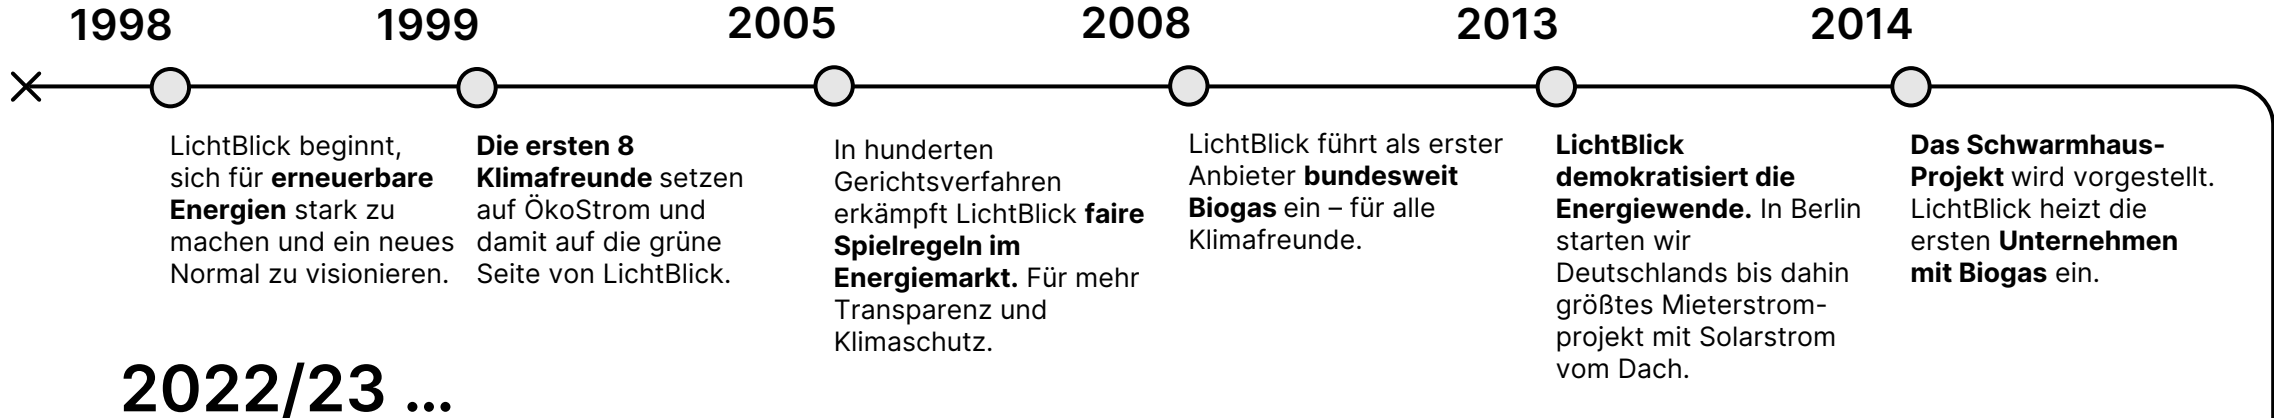 1998
LichtBlick beginnt,
sich für erneuerbare
Energien stark zu
machen und ein neues
Normal zu visionieren.
1999
Die ersten 8
Klimafreunde setzen
auf ÖkoStrom und
damit auf die grüne
Seite von LichtBlick.
2005
In hunderten
Gerichtsverfahren
erkämpft LichtBlick faire
Spielregeln im
Energiemarkt. Für mehr
Transparenz und
Klimaschutz.
2008
LichtBlick führt als erster
Anbieter bundesweit
Biogas ein – für alle
Klimafreunde.
2013
LichtBlick
demokratisiert die
Energiewende. In Berlin
starten wir
Deutschlands bis dahin
größtes Mieterstrom-
projekt mit Solarstrom
vom Dach.
2014
Das Schwarmhaus-
Projekt wird vorgestellt.
LichtBlick heizt die
ersten Unternehmen
mit Biogas ein.
2022/23 ...